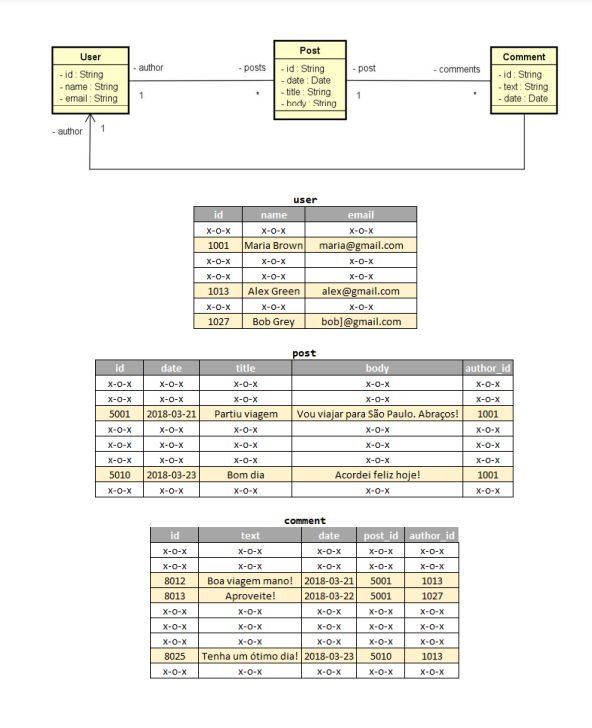 User
- id : String
- name : String
- email : String
- author
1
- posts
*
Post
- id : String
- date : Date
- title : String
- body : String
- post
1
- comments
*
Comment
- id : String
- text : String
- date : Date
- author
1
user
id name email
x-o-x x-o-x x-o-x
1001 Maria Brown maria@gmail.com
x-o-x x-o-x x-o-x
x-o-x x-o-x x-o-x
1013 Alex Green alex@gmail.com
x-o-x x-o-x x-o-x
1027 Bob Grey bob]@gmail.com
post
id date title body author_id
x-o-x x-o-x x-o-x x-o-x x-o-x
x-o-x x-o-x x-o-x x-o-x x-o-x
5001 2018-03-21 Partiu viagem Vou viajar para São Paulo. Abraços! 1001
x-o-x x-o-x x-o-x x-o-x x-o-x
x-o-x x-o-x x-o-x x-o-x x-o-x
x-o-x x-o-x x-o-x x-o-x x-o-x
5010 2018-03-23 Bom dia Acordei feliz hoje! 1001
x-o-x x-o-x x-o-x x-o-x x-o-x
comment
id text date post_id author_id
x-o-x x-o-x x-o-x x-o-x x-o-x
x-o-x x-o-x x-o-x x-o-x x-o-x
8012 Boa viagem mano! 2018-03-21 5001 1013
8013 Aproveite! 2018-03-22 5001 1027
x-o-x x-o-x x-o-x x-o-x x-o-x
x-o-x x-o-x x-o-x x-o-x x-o-x
x-o-x x-o-x x-o-x x-o-x x-o-x
8025 Tenha um ótimo dia! 2018-03-23 5010 1013
x-o-x x-o-x x-o-x x-o-x x-o-x